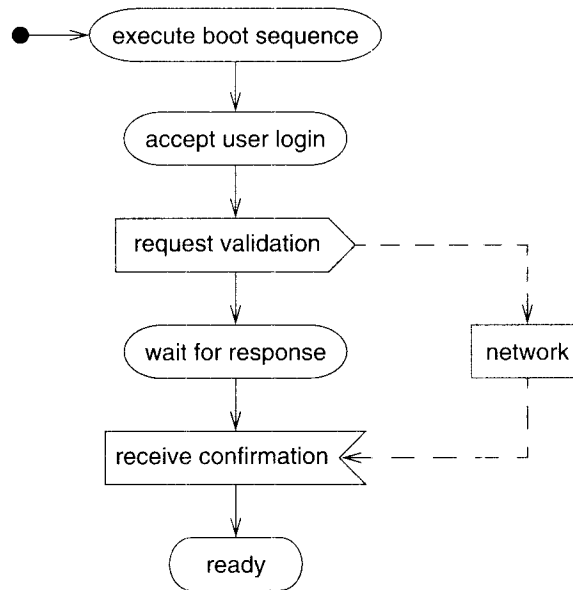 execute boot sequence
accept user login
request validation
wait for response
network
receive confirmation
ready